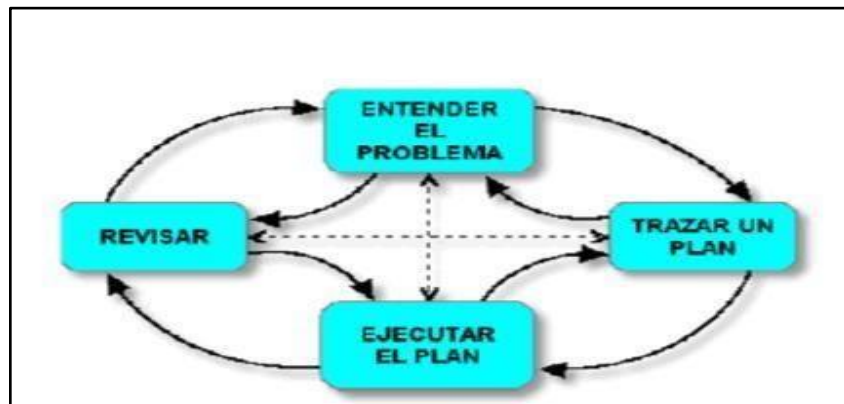 ENTENDER
EL
PROBLEMA
REVISAR
TRAZAR UN
PLAN
EJECUTAR
EL PLAN